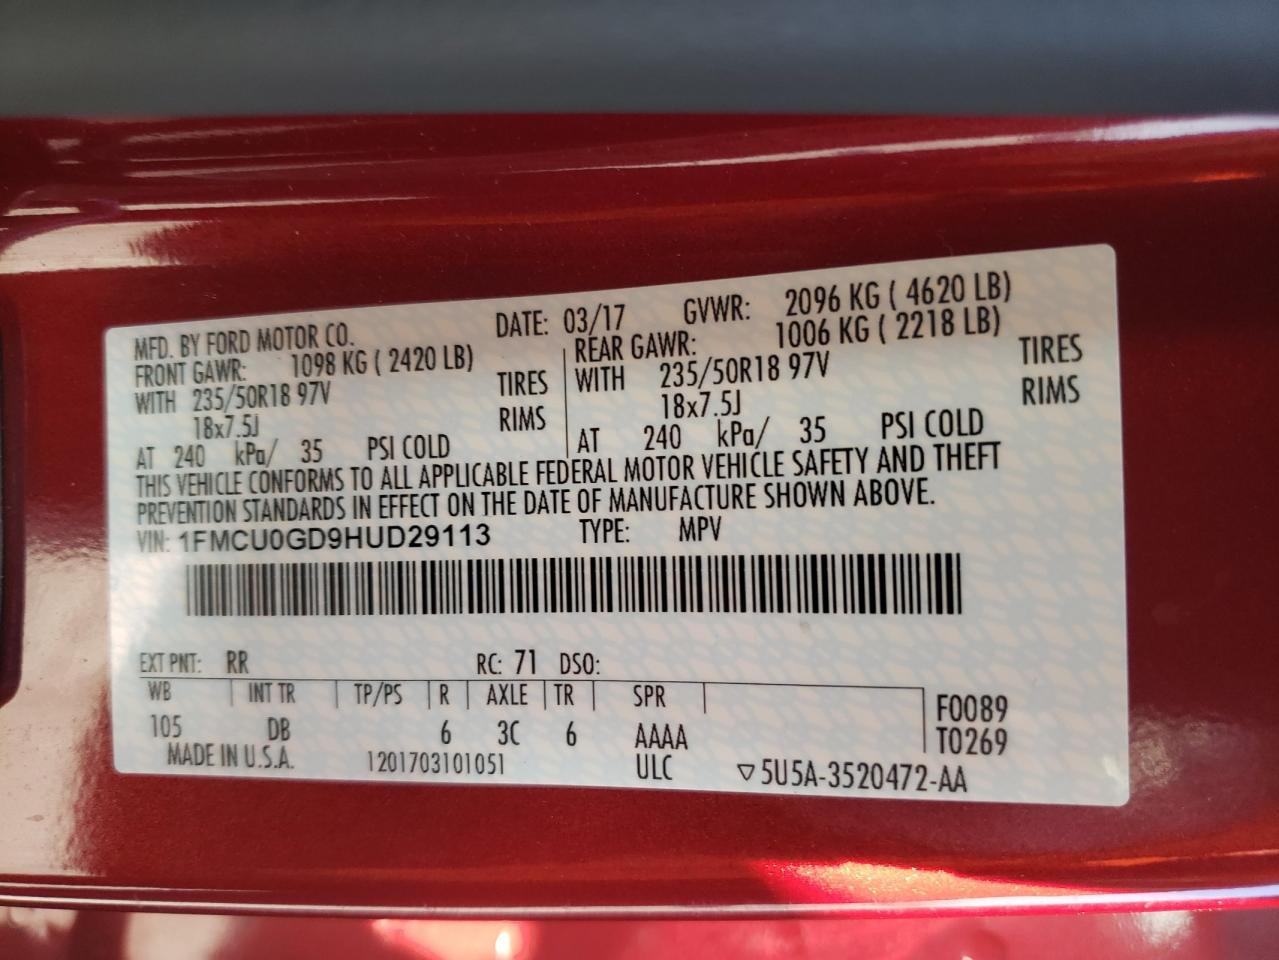 MFD. BY FORD MOTOR CO. DATE: 03/17 GVWR: 2096 KG ( 4620 LB)
FRONT GAWR: 1098 KG ( 2420 LB) REAR GAWR: 1006 KG ( 2218 LB)
WITH 235/50R18 97V TIRES WITH 235/50R18 97V TIRES
18x7.5J RIMS 18x7.5J RIMS
AT 240 kPa/ 35 PSI COLD AT 240 kPa/ 35 PSI COLD
THIS VEHICLE CONFORMS TO ALL APPLICABLE FEDERAL MOTOR VEHICLE SAFETY AND THEFT
PREVENTION STANDARDS IN EFFECT ON THE DATE OF MANUFACTURE SHOWN ABOVE.
VIN: 1FMCU0GD9HUD29113 TYPE: MPV
EXT PNT: RR RC: 71 DSO:
WB INT TR TP/PS R AXLE TR SPR F0089
105 DB 6 3C 6 AAAA T0269
MADE IN U.S.A. 1201703101051 ULC ▽5U5A-3520472-AA